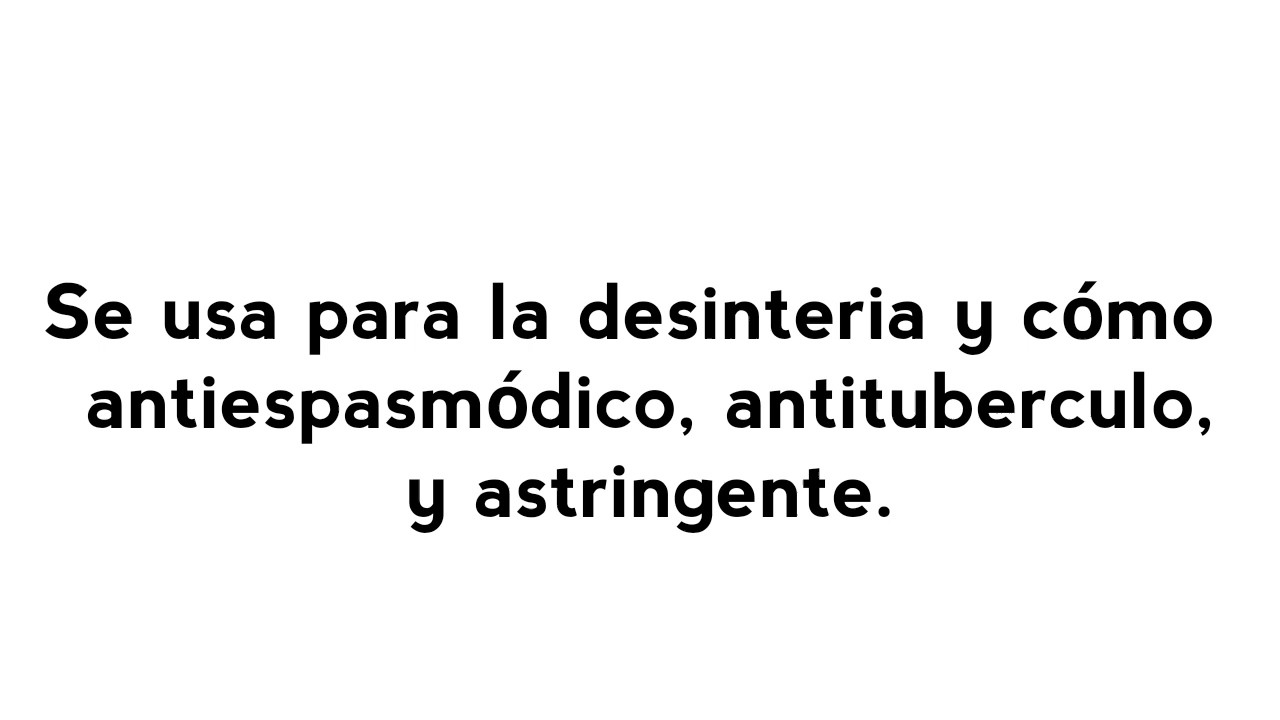 Se usa para la desinteria y cómo
antiespasmódico, antituberculo,
y astringente.